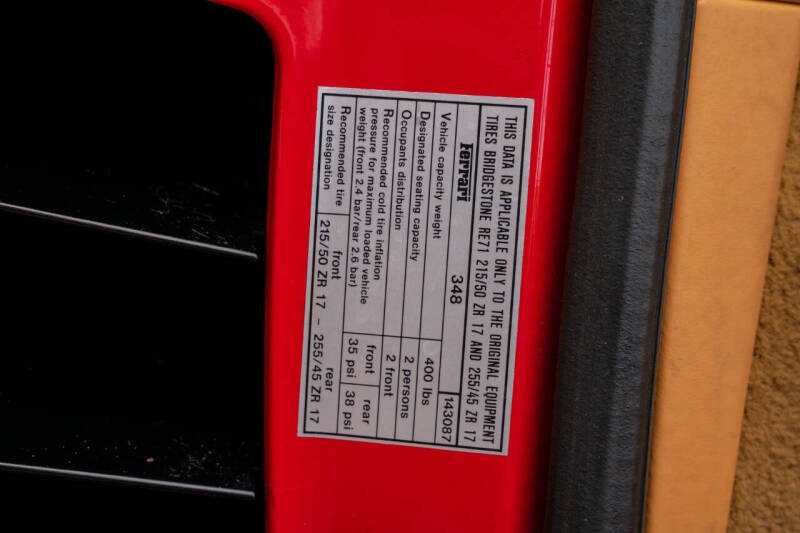 THIS DATA IS APPLICABLE ONLY TO THE ORIGINAL EQUIPMENT
TIRES BRIDGESTONE RE71 215/50 ZR 17 AND 255/45 ZR 17
Ferrari 348 143087
Vehicle capacity weight 400 lbs
Designated seating capacity 2 persons
Occupants distribution 2 front
Recommended cold tire inflation front rear
pressure for maximum loaded vehicle
weight (front 2.4 bar/rear 2.6 bar) 35 psi 38 psi
Recommended tire front rear
size designation 215/50 ZR 17 - 255/45 ZR 17